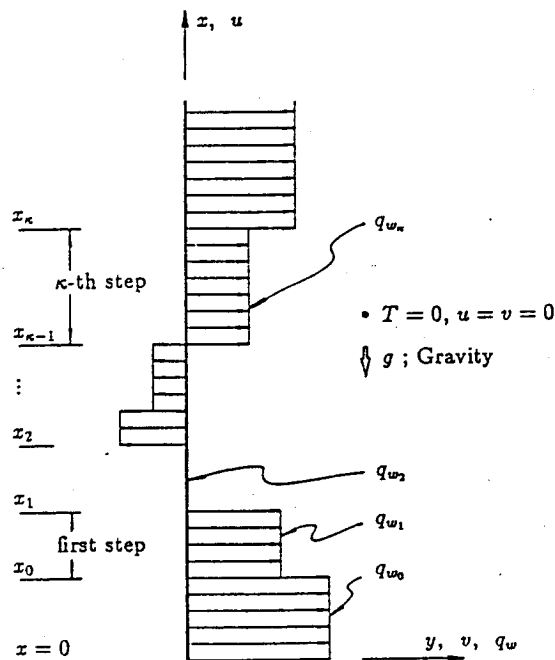 x, u
x_κ
q_{w_κ}
κ-th step
• T = 0, u = v = 0
x_{κ−1}
g ; Gravity
⋮
x_2
q_{w_2}
x_1
q_{w_1}
first step
x_0
q_{w_0}
x = 0
y, v, q_w